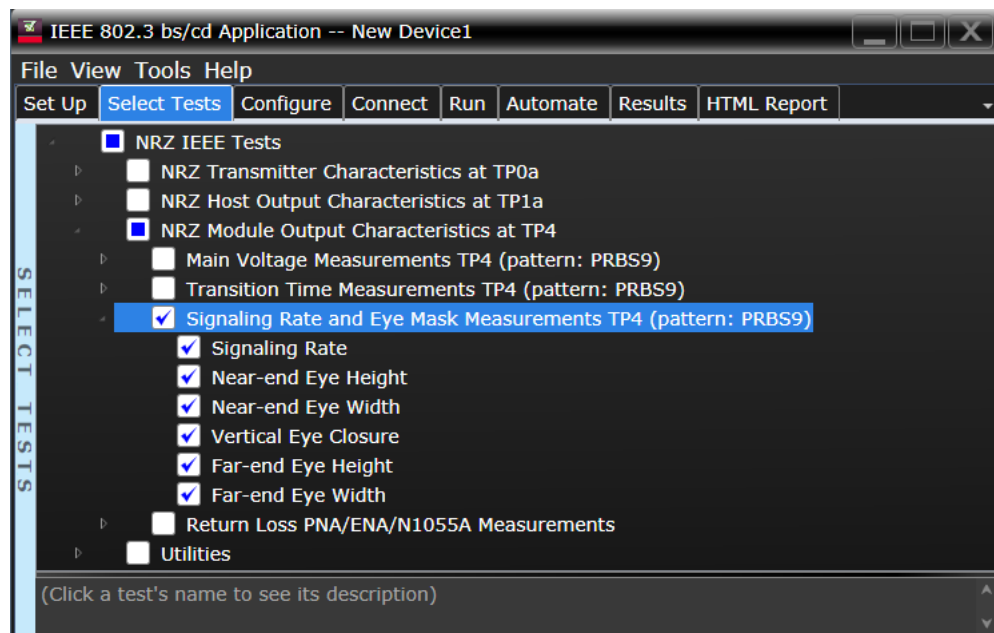 IEEE 802.3 bs/cd Application -- New Device1
File View Tools Help
Set Up Select Tests Configure Connect Run Automate Results HTML Report
SELECT TESTS
NRZ IEEE Tests
NRZ Transmitter Characteristics at TP0a
NRZ Host Output Characteristics at TP1a
NRZ Module Output Characteristics at TP4
Main Voltage Measurements TP4 (pattern: PRBS9)
Transition Time Measurements TP4 (pattern: PRBS9)
Signaling Rate and Eye Mask Measurements TP4 (pattern: PRBS9)
Signaling Rate
Near-end Eye Height
Near-end Eye Width
Vertical Eye Closure
Far-end Eye Height
Far-end Eye Width
Return Loss PNA/ENA/N1055A Measurements
Utilities
(Click a test's name to see its description)